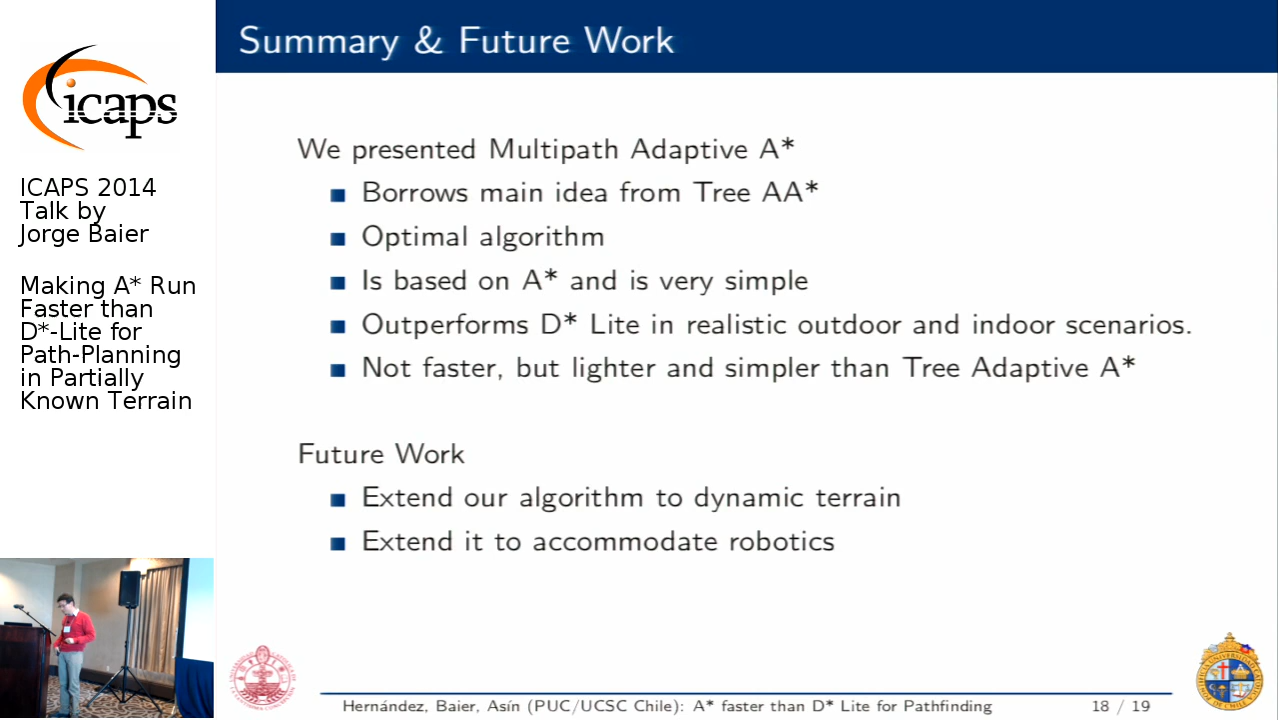 icaps
ICAPS 2014
Talk by
Jorge Baier
Making A* Run
Faster than
D*-Lite for
Path-Planning
in Partially
Known Terrain
Summary & Future Work
We presented Multipath Adaptive A*
Borrows main idea from Tree AA*
Optimal algorithm
Is based on A* and is very simple
Outperforms D* Lite in realistic outdoor and indoor scenarios.
Not faster, but lighter and simpler than Tree Adaptive A*
Future Work
Extend our algorithm to dynamic terrain
Extend it to accommodate robotics
Hernández, Baier, Asín (PUC/UCSC Chile): A* faster than D* Lite for Pathfinding
18 / 19